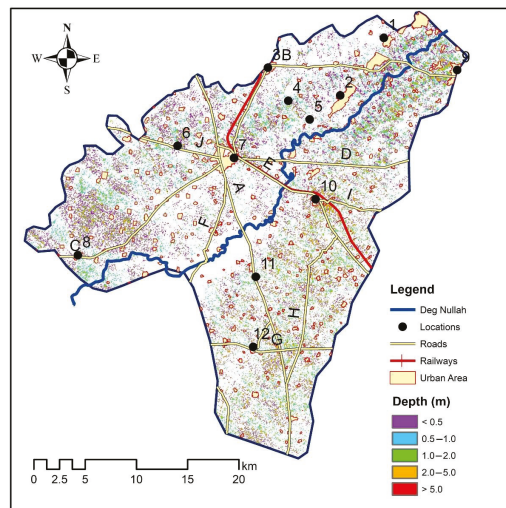 N
W E
S
1
3B
9
4
2
5
6
J
7
D
E
A
I
10
F
C 8
11
H
12 G
Legend
Deg Nullah
Locations
Roads
Railways
Urban Area
Depth (m)
< 0.5
0.5–1.0
1.0–2.0
2.0–5.0
> 5.0
km
0 2.5 5 10 15 20